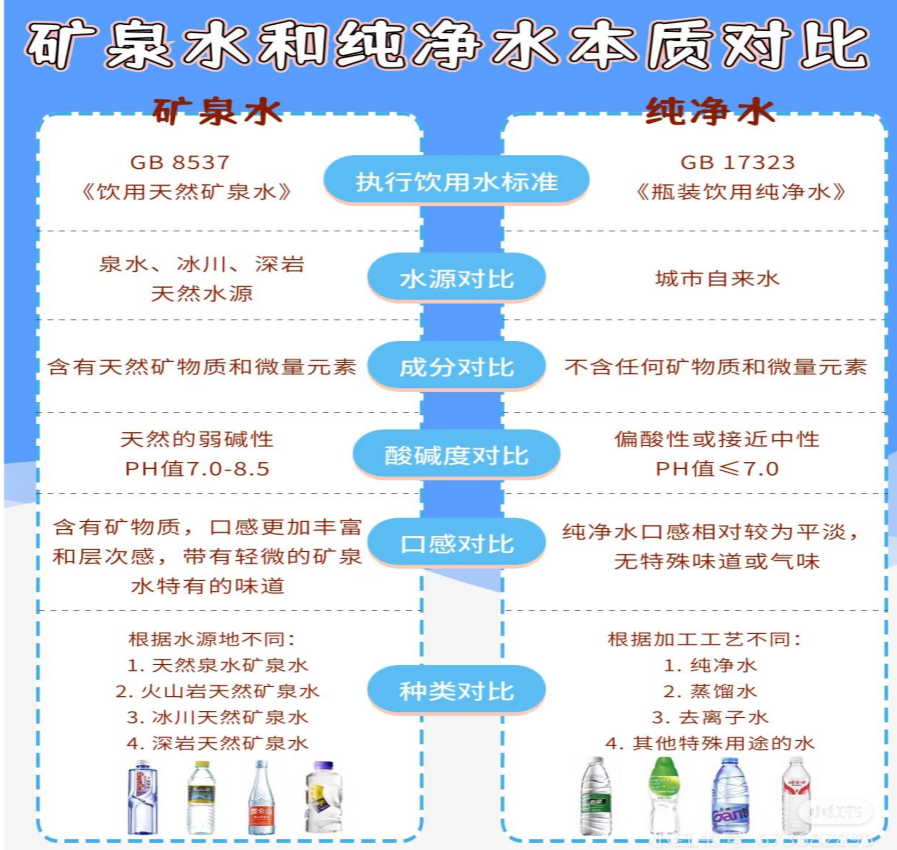 矿泉水和纯净水本质对比
矿泉水
纯净水
GB 8537
《饮用天然矿泉水》
执行饮用水标准
GB 17323
《瓶装饮用纯净水》
泉水、冰川、深岩
天然水源
水源对比
城市自来水
含有天然矿物质和微量元素
成分对比
不含任何矿物质和微量元素
天然的弱碱性
PH值7.0-8.5
酸碱度对比
偏酸性或接近中性
PH值≤7.0
含有矿物质，口感更加丰富
和层次感，带有轻微的矿泉
水特有的味道
口感对比
纯净水口感相对较为平淡，
无特殊味道或气味
根据水源地不同：
1. 天然泉水矿泉水
2. 火山岩天然矿泉水
3. 冰川天然矿泉水
4. 深岩天然矿泉水
种类对比
根据加工工艺不同：
1. 纯净水
2. 蒸馏水
3. 去离子水
4. 其他特殊用途的水
小红书